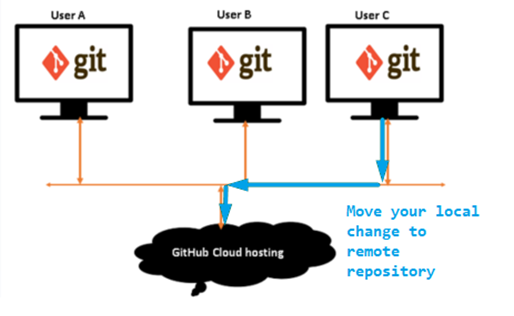 User A
User B
User C
git
git
git
Move your local
change to
remote
repository
GitHub Cloud hosting